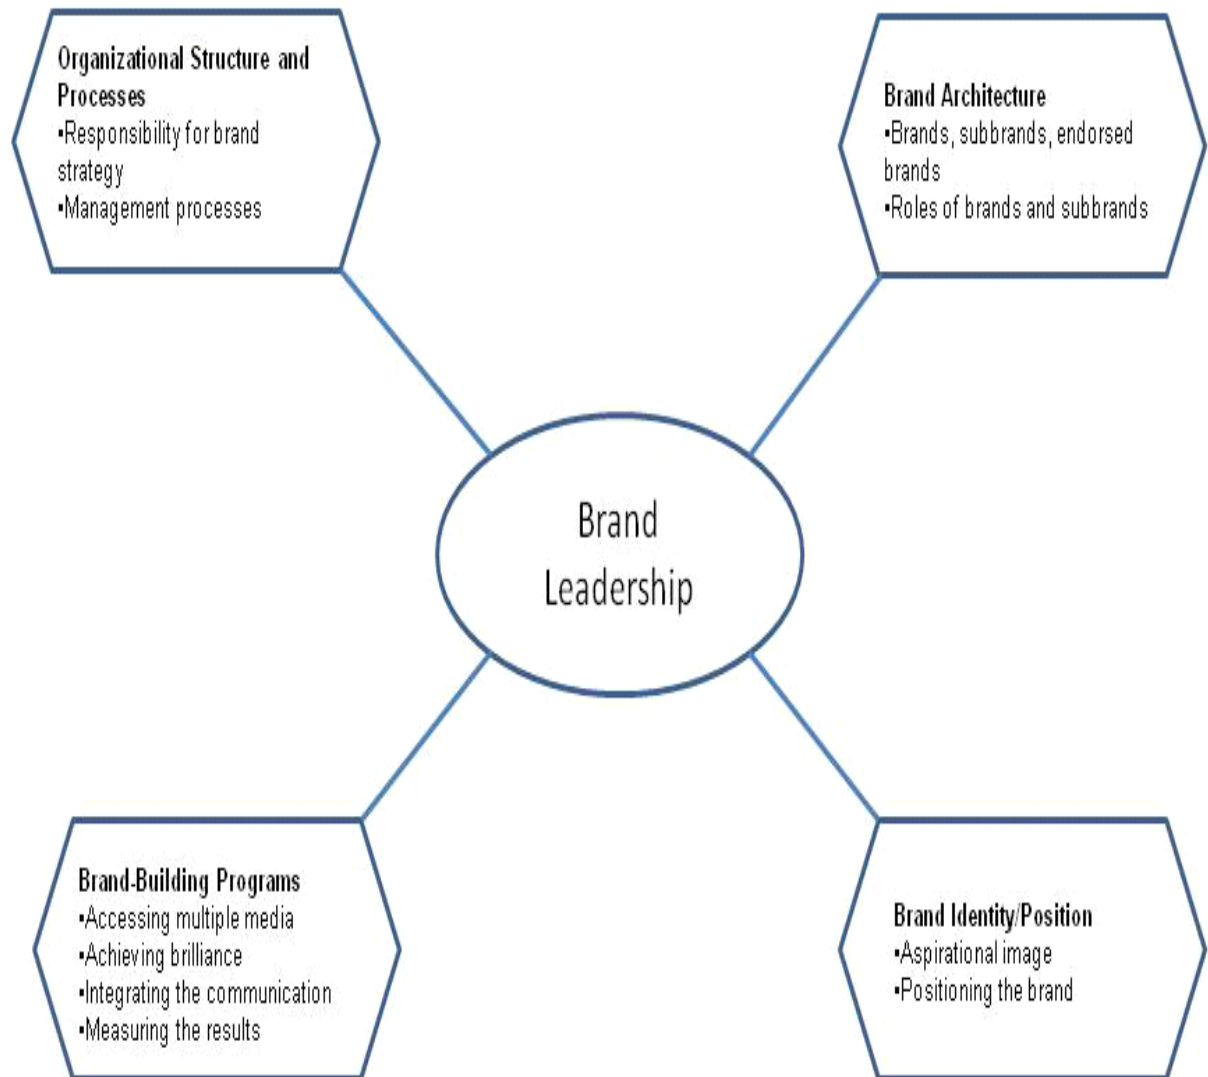 Organizational Structure and
Processes
▪Responsibility for brand
strategy
▪Management processes
Brand Architecture
▪Brands, subbrands, endorsed
brands
▪Roles of brands and subbrands
Brand
Leadership
Brand-Building Programs
▪Accessing multiple media
▪Achieving brilliance
▪Integrating the communication
▪Measuring the results
Brand Identity/Position
▪Aspirational image
▪Positioning the brand